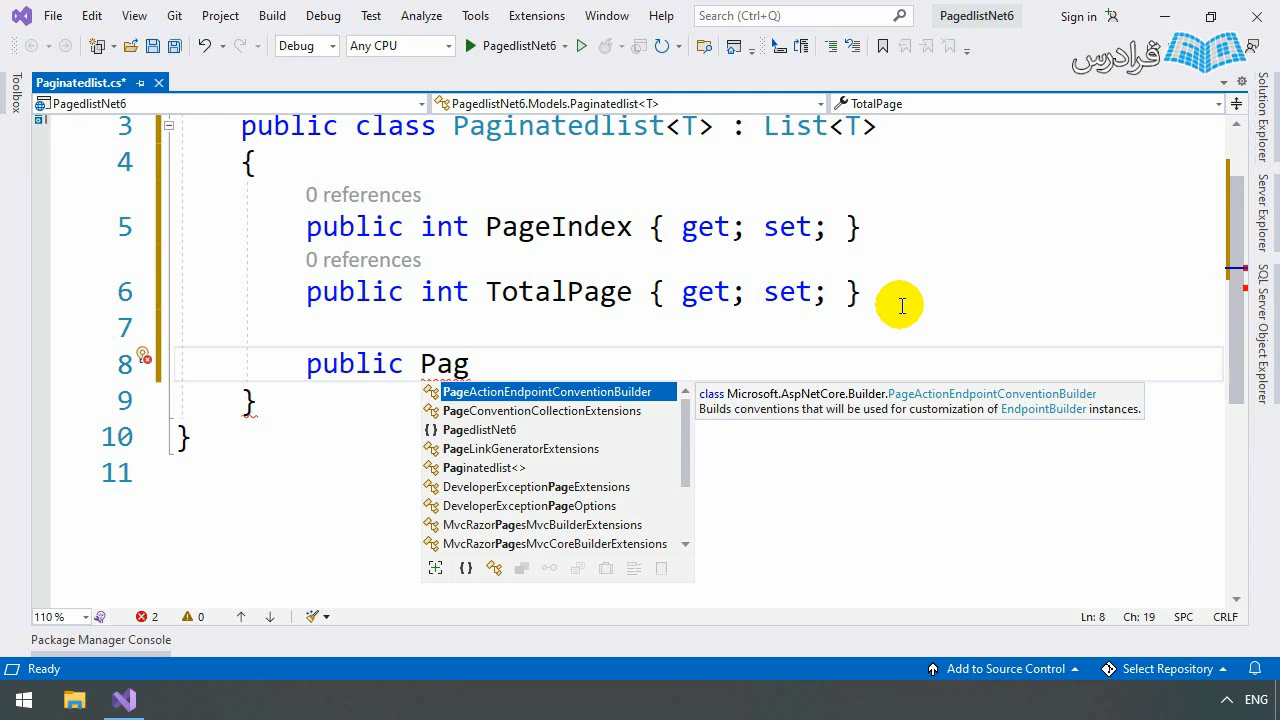 File Edit View Git Project Build Debug Test Analyze Tools Extensions Window Help Search (Ctrl+Q) PagedlistNet6 Sign in
Debug Any CPU PagedlistNet6
فرادرس
Paginatedlist.cs*
PagedlistNet6 PagedlistNet6.Models.Paginatedlist<T> TotalPage
3 public class Paginatedlist<T> : List<T>
4 {
0 references
5 public int PageIndex { get; set; }
0 references
6 public int TotalPage { get; set; }
7
8 public Pag
9 }
10 }
11
PageActionEndpointConventionBuilder
PageConventionCollectionExtensions
{ } PagedlistNet6
PageLinkGeneratorExtensions
Paginatedlist<>
DeveloperExceptionPageExtensions
DeveloperExceptionPageOptions
MvcRazorPagesMvcBuilderExtensions
MvcRazorPagesMvcCoreBuilderExtensions
class Microsoft.AspNetCore.Builder.PageActionEndpointConventionBuilder
Builds conventions that will be used for customization of EndpointBuilder instances.
110 % 2 0 Ln: 8 Ch: 19 SPC CRLF
Package Manager Console
Ready Add to Source Control Select Repository
ENG
Toolbox
Solution Explorer
Server Explorer
SQL Server Object Explorer